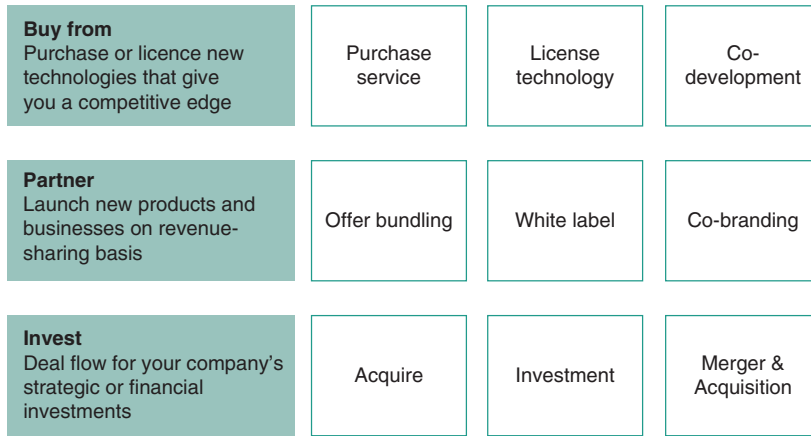 Buy from
Purchase or licence new
technologies that give
you a competitive edge
Purchase
service
License
technology
Co-
development
Partner
Launch new products and
businesses on revenue-
sharing basis
Offer bundling
White label
Co-branding
Invest
Deal flow for your company's
strategic or financial
investments
Acquire
Investment
Merger &
Acquisition